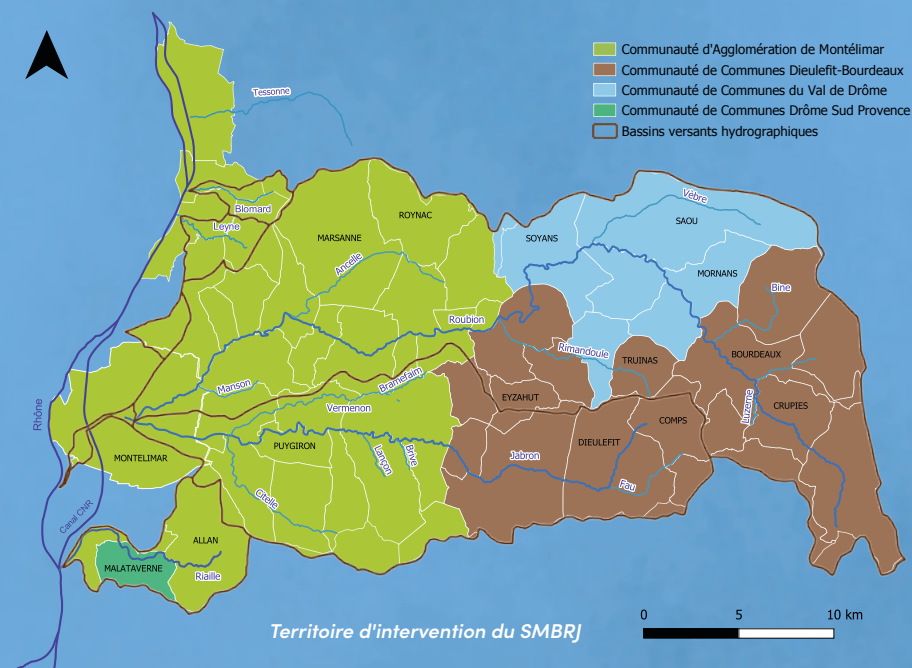 Communauté d'Agglomération de Montélimar
Communauté de Communes Dieulefit-Bourdeaux
Communauté de Communes du Val de Drôme
Communauté de Communes Drôme Sud Provence
Bassins versants hydrographiques
Tessonne
Blomard
Leyne
ROYNAC
MARSANNE
Ancelle
SOYANS
Vèbre
SAOU
MORNANS
Bine
Roubion
Rimandoule
TRUINAS
BOURDEAUX
Manson
Bramefaim
Vermenon
EYZAHUT
Luzerne
CRUPIES
COMPS
Rhône
MONTELIMAR
PUYGIRON
Lançon
Brive
Jabron
DIEULEFIT
Fau
Citelle
Canal CNR
ALLAN
MALATAVERNE
Riaille
Territoire d'intervention du SMBRJ
0 5 10 km